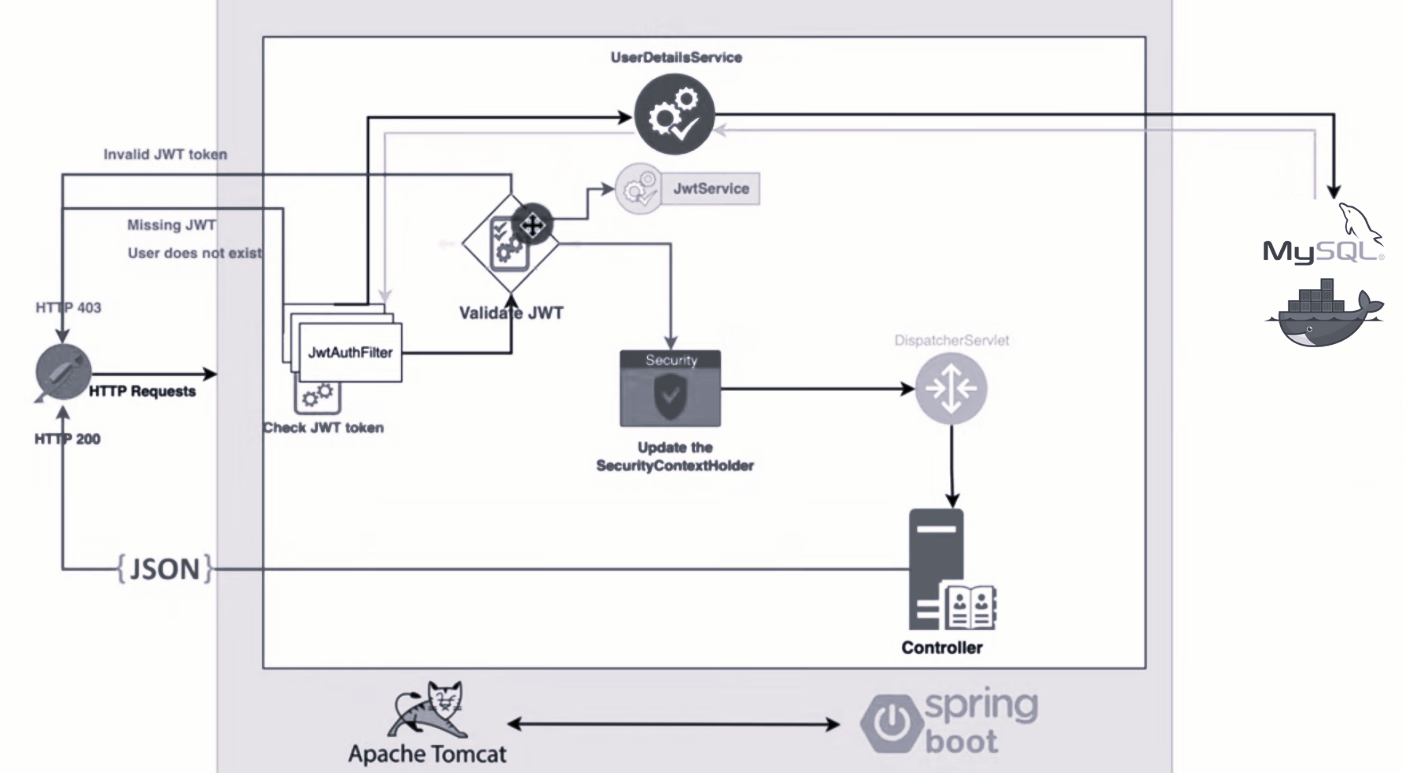 UserDetailsService
Invalid JWT token
JwtService
Missing JWT
User does not exist
MySQL
HTTP 403
Validate JWT
DispatcherServlet
JwtAuthFilter
Security
HTTP Requests
Check JWT token
HTTP 200
Update the
SecurityContextHolder
{JSON}
Controller
Apache Tomcat
spring
boot